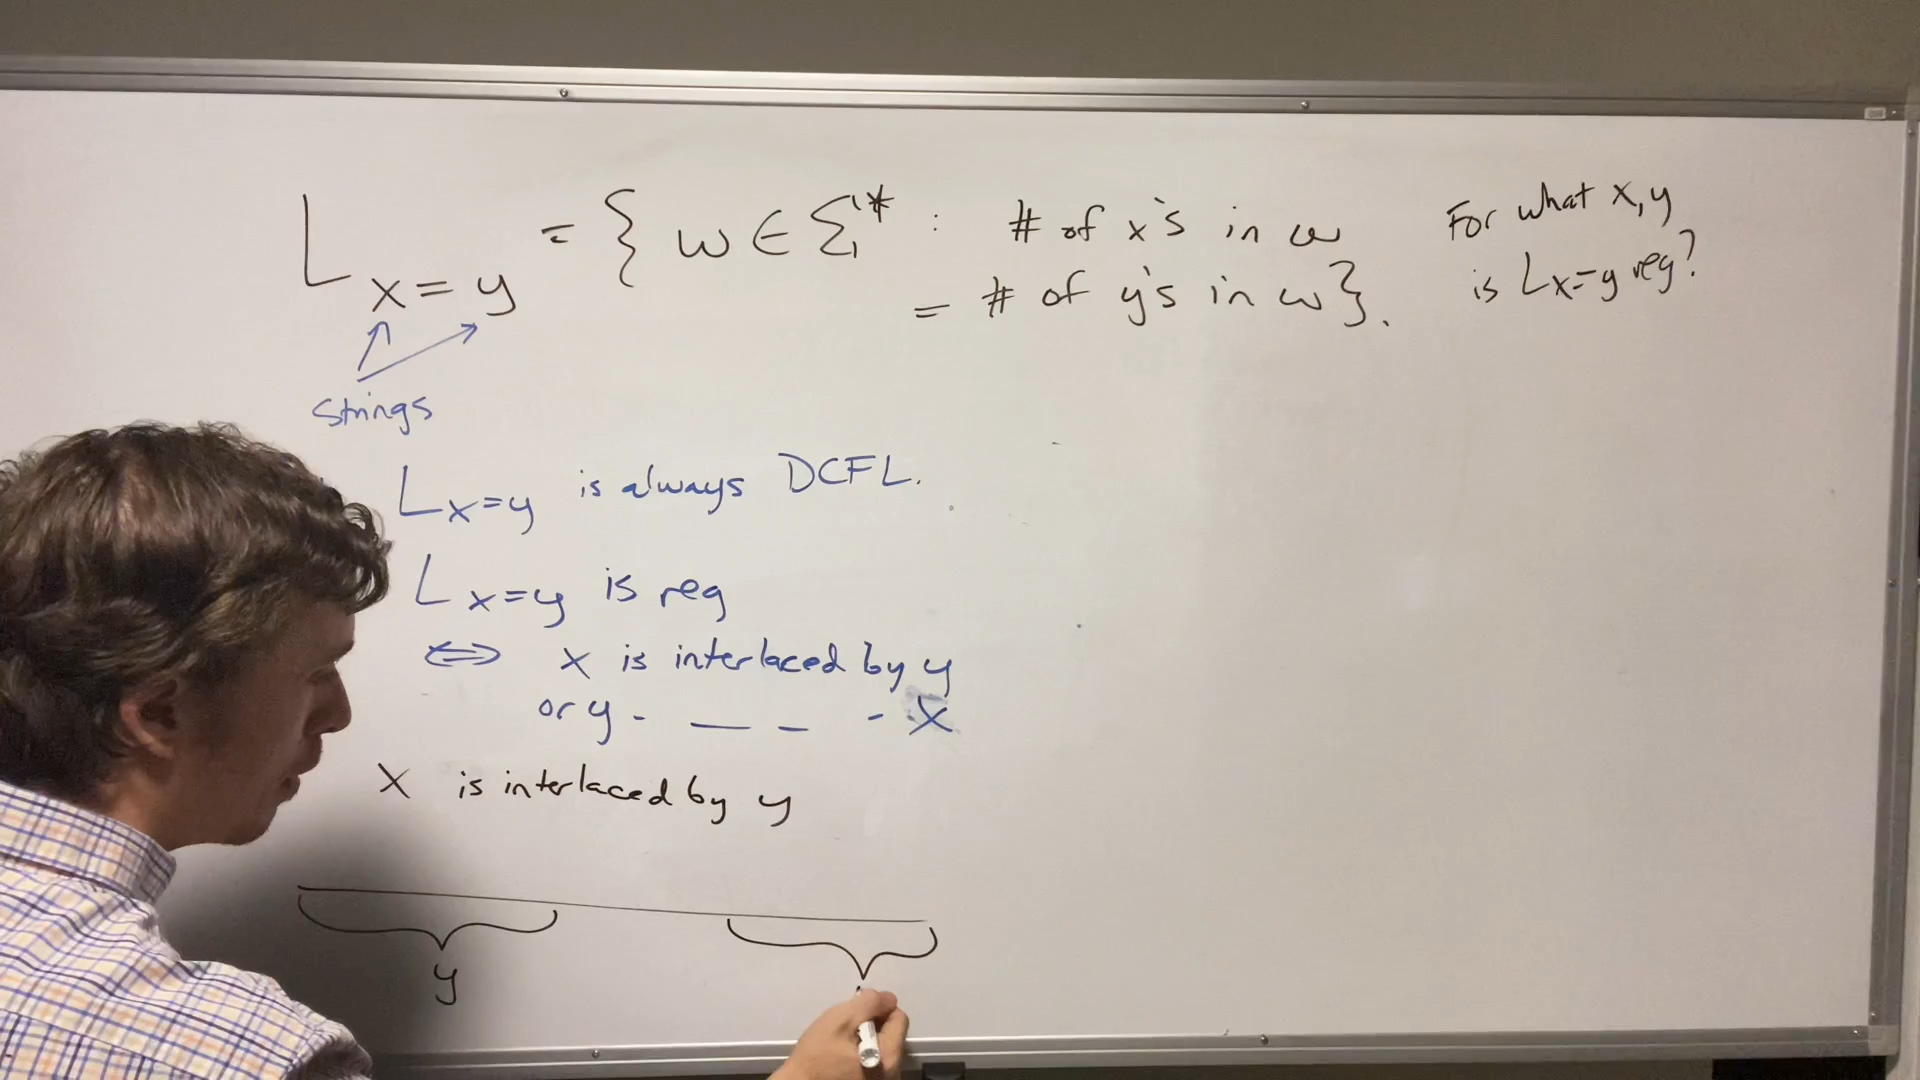 L x=y = { w ∈ Σ* : # of x's in w
= # of y's in w}.
For what x, y
is Lx=y reg?
strings
Lx=y is always DCFL.
Lx=y is reg
⇔ x is interlaced by y
or y - — - - x
x is interlaced by y
y